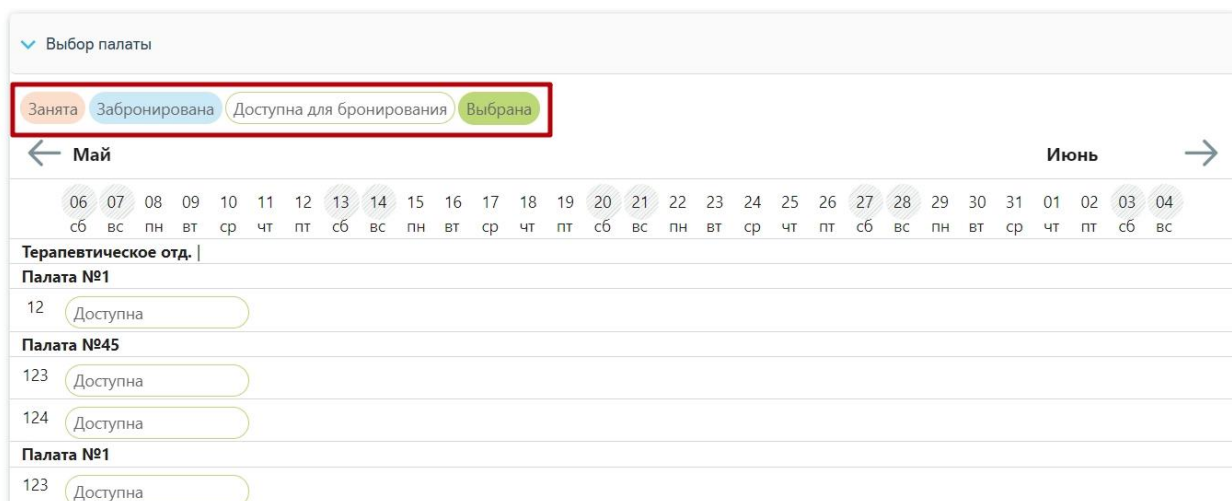 Выбор палаты
Занята Забронирована Доступна для бронирования Выбрана
Май Июнь
06 07 08 09 10 11 12 13 14 15 16 17 18 19 20 21 22 23 24 25 26 27 28 29 30 31 01 02 03 04
сб вс пн вт ср чт пт сб вс пн вт ср чт пт сб вс пн вт ср чт пт сб вс пн вт ср чт пт сб вс
Терапевтическое отд. |
Палата №1
12 Доступна
Палата №45
123 Доступна
124 Доступна
Палата №1
123 Доступна